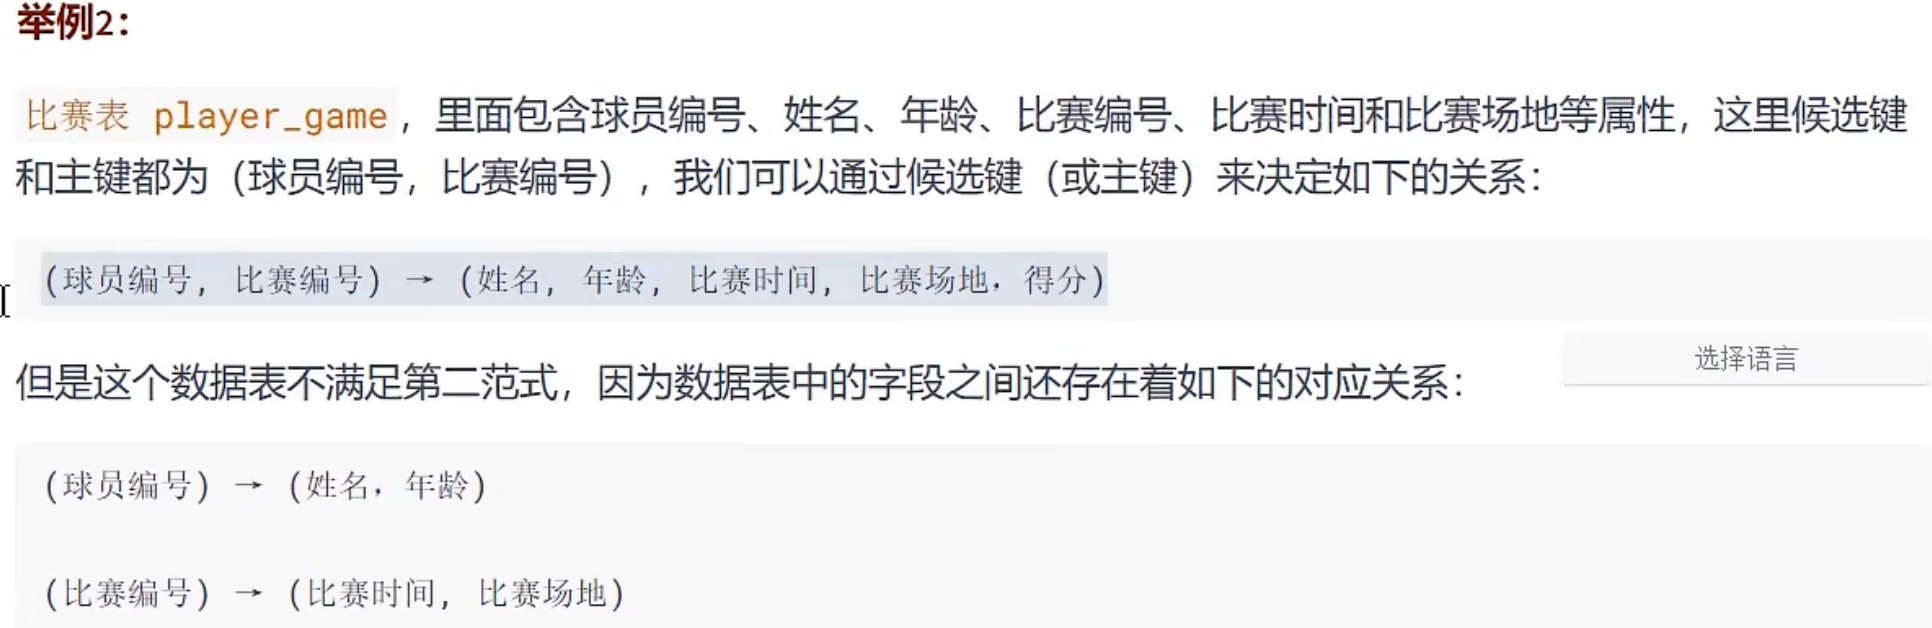 举例2：
比赛表 player_game，里面包含球员编号、姓名、年龄、比赛编号、比赛时间和比赛场地等属性，这里候选键
和主键都为（球员编号，比赛编号），我们可以通过候选键（或主键）来决定如下的关系：
(球员编号, 比赛编号) → (姓名, 年龄, 比赛时间, 比赛场地，得分)
但是这个数据表不满足第二范式，因为数据表中的字段之间还存在着如下的对应关系：
选择语言
(球员编号) → (姓名，年龄)
(比赛编号) → (比赛时间, 比赛场地)